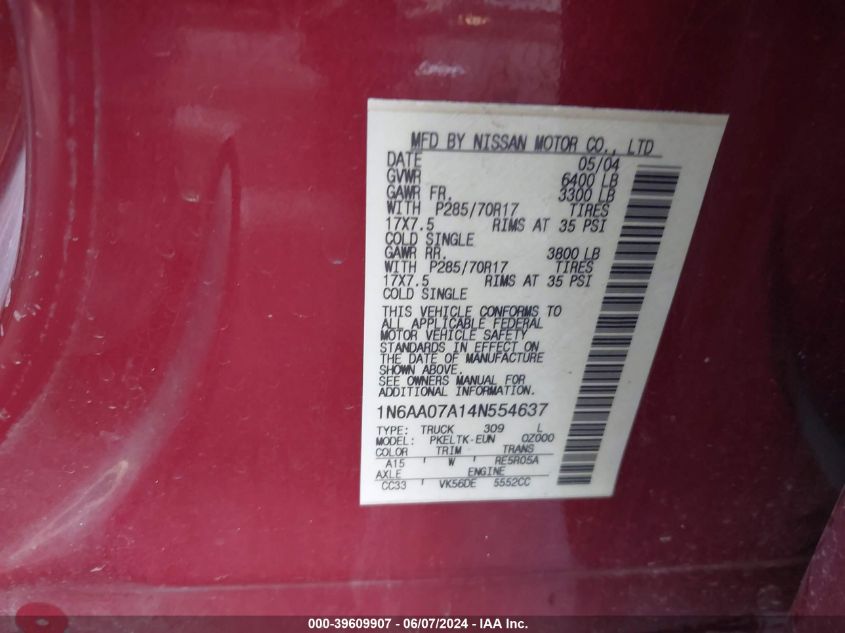 MFD BY NISSAN MOTOR CO., LTD
DATE 05/04
GVWR 6400 LB
GAWR FR. 3300 LB
WITH P285/70R17 TIRES
17X7.5 RIMS AT 35 PSI
COLD SINGLE
GAWR RR. 3800 LB
WITH P285/70R17 TIRES
17X7.5 RIMS AT 35 PSI
COLD SINGLE
THIS VEHICLE CONFORMS TO
ALL APPLICABLE FEDERAL
MOTOR VEHICLE SAFETY
STANDARDS IN EFFECT ON
THE DATE OF MANUFACTURE
SHOWN ABOVE.
SEE OWNERS MANUAL FOR
ADDITIONAL INFORMATION.
1N6AA07A14N554637
TYPE: TRUCK 309 L
MODEL: PKELTK-EUN OZ000
COLOR TRIM TRANS
A15 ' W ' RE5R05A
AXLE ENGINE
CC33 ' VK56DE 5552CC
000-39609907 - 06/07/2024 - IAA Inc.